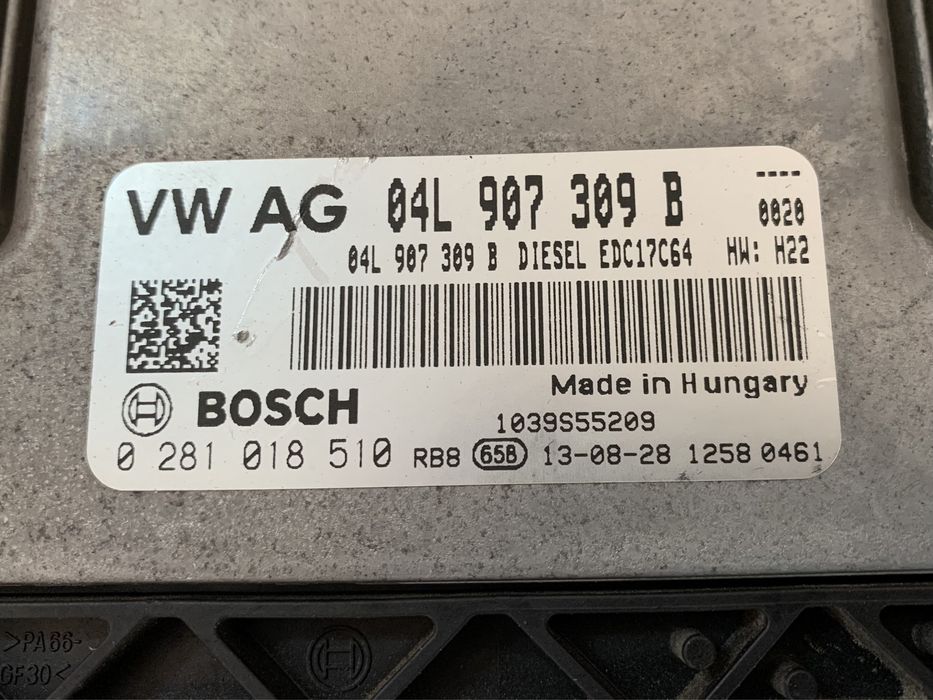 VW AG 04L 907 309 B ----
0020
04L 907 309 B DIESEL EDC17C64 HW: H22
Made in Hungary
BOSCH
1039S55209
0 281 018 510 RB8 65B 13-08-28 1258 0461
>PA66-
GF30<